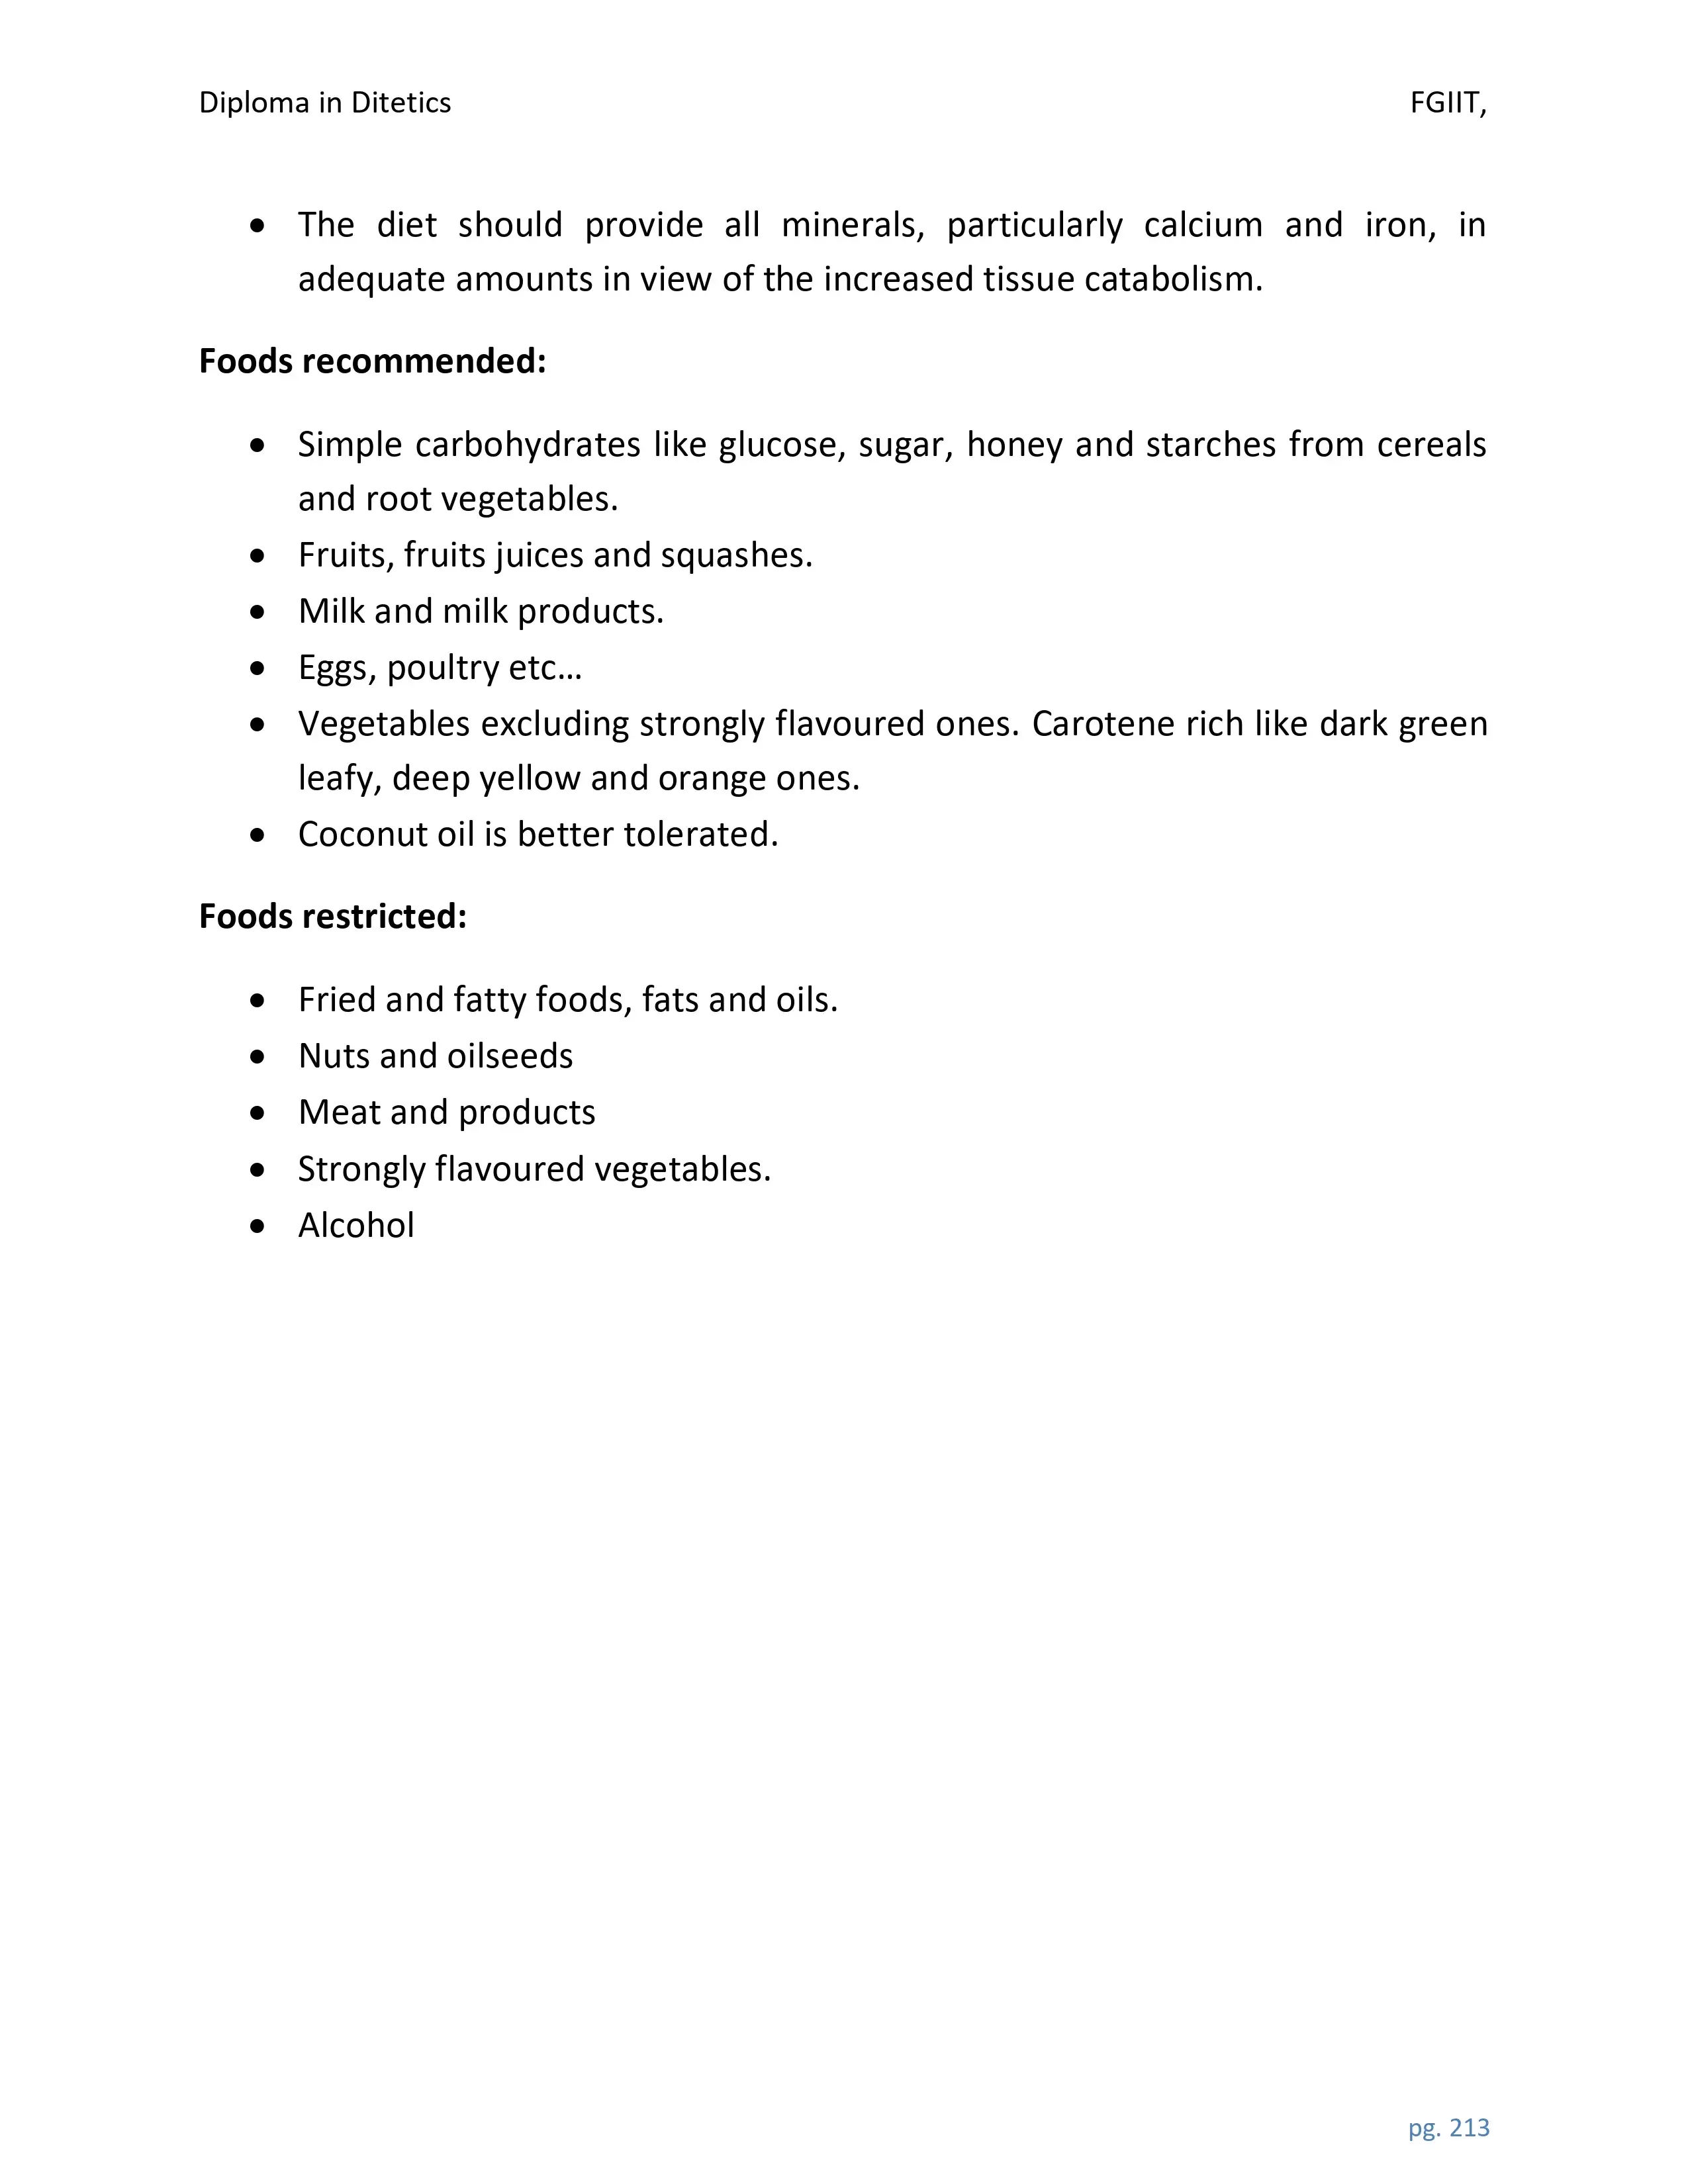 Diploma in Ditetics FGIIT,
• The diet should provide all minerals, particularly calcium and iron, in
adequate amounts in view of the increased tissue catabolism.
Foods recommended:
• Simple carbohydrates like glucose, sugar, honey and starches from cereals
and root vegetables.
• Fruits, fruits juices and squashes.
• Milk and milk products.
• Eggs, poultry etc…
• Vegetables excluding strongly flavoured ones. Carotene rich like dark green
leafy, deep yellow and orange ones.
• Coconut oil is better tolerated.
Foods restricted:
• Fried and fatty foods, fats and oils.
• Nuts and oilseeds
• Meat and products
• Strongly flavoured vegetables.
• Alcohol
pg. 213